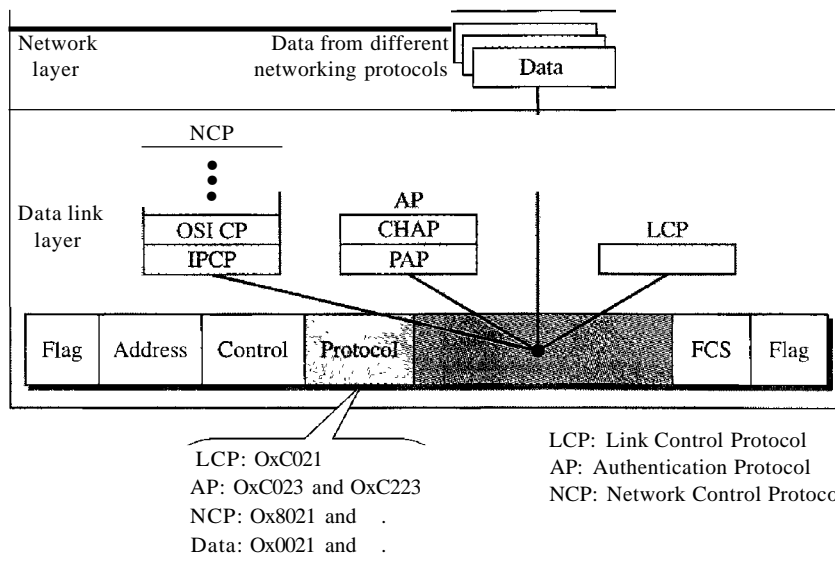 Network
layer
Data from different
networking protocols
Data
NCP
Data link
layer
OSI CP
IPCP
AP
CHAP
PAP
LCP
Flag Address Control Protocol FCS Flag
LCP: OxC021
AP: OxC023 and OxC223
NCP: Ox8021 and .
Data: Ox0021 and .
LCP: Link Control Protocol
AP: Authentication Protocol
NCP: Network Control Protoco